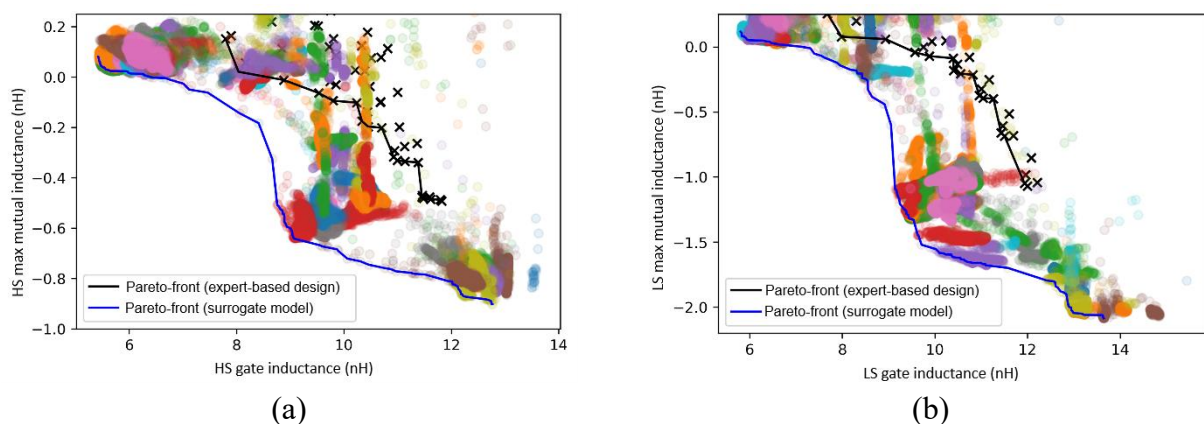 HS max mutual inductance (nH)
0.2
0.0
−0.2
−0.4
−0.6
−0.8
−1.0
6
8
10
12
14
HS gate inductance (nH)
Pareto-front (expert-based design)
Pareto-front (surrogate model)
(a)
LS max mutual inductance (nH)
0.0
−0.5
−1.0
−1.5
−2.0
6
8
10
12
14
LS gate inductance (nH)
Pareto-front (expert-based design)
Pareto-front (surrogate model)
(b)